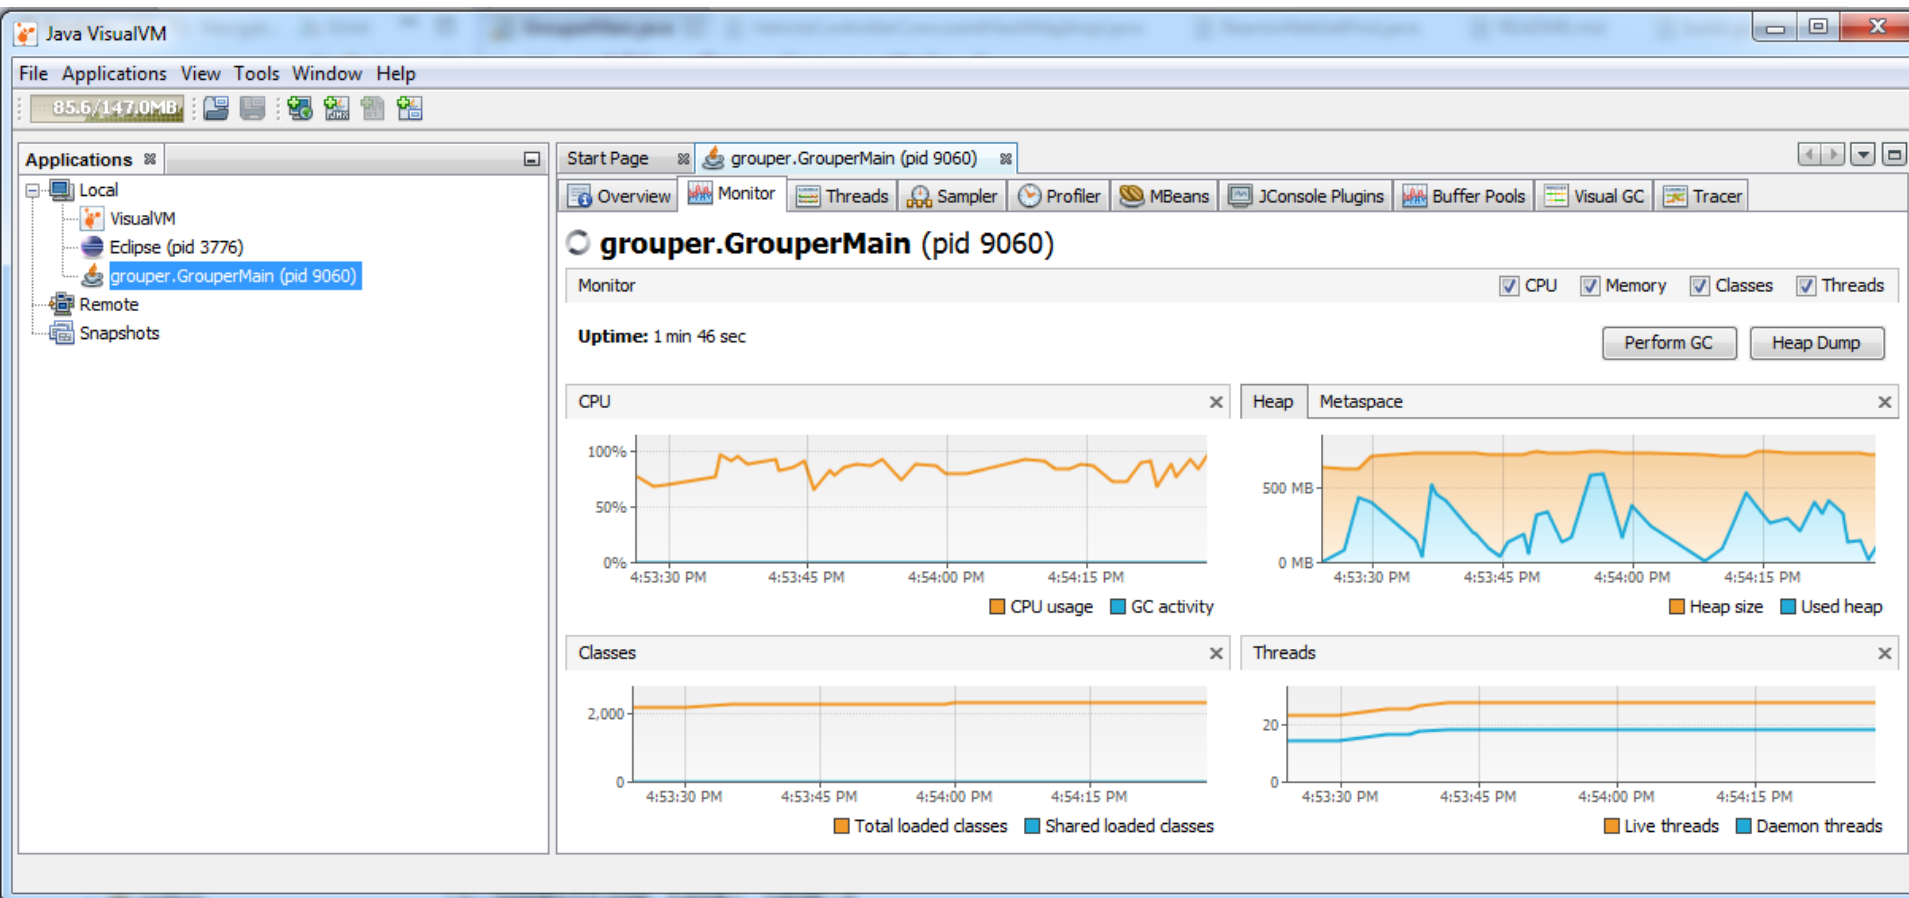 Java VisualVM
File Applications View Tools Window Help
85.6/147.0MB
Applications
Local
VisualVM
Eclipse (pid 3776)
grouper.GrouperMain (pid 9060)
Remote
Snapshots
Start Page grouper.GrouperMain (pid 9060)
Overview Monitor Threads Sampler Profiler MBeans JConsole Plugins Buffer Pools Visual GC Tracer
grouper.GrouperMain (pid 9060)
Monitor CPU Memory Classes Threads
Uptime: 1 min 46 sec
Perform GC Heap Dump
CPU
100%
50%
0%
4:53:30 PM 4:53:45 PM 4:54:00 PM 4:54:15 PM
CPU usage GC activity
Heap Metaspace
500 MB
0 MB
4:53:30 PM 4:53:45 PM 4:54:00 PM 4:54:15 PM
Heap size Used heap
Classes
2,000
0
4:53:30 PM 4:53:45 PM 4:54:00 PM 4:54:15 PM
Total loaded classes Shared loaded classes
Threads
20
0
4:53:30 PM 4:53:45 PM 4:54:00 PM 4:54:15 PM
Live threads Daemon threads